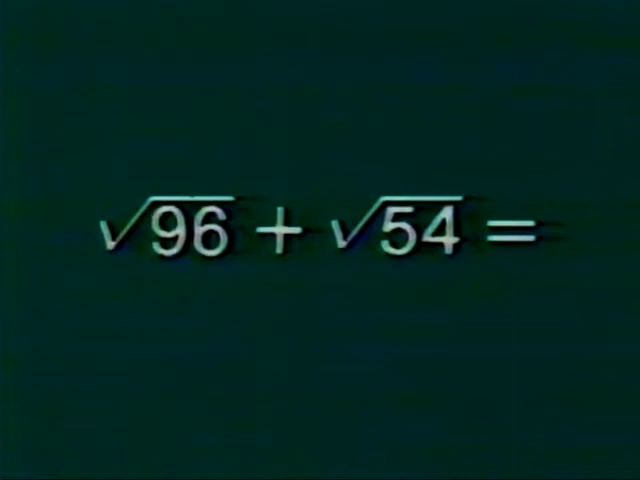 √96 + √54 =